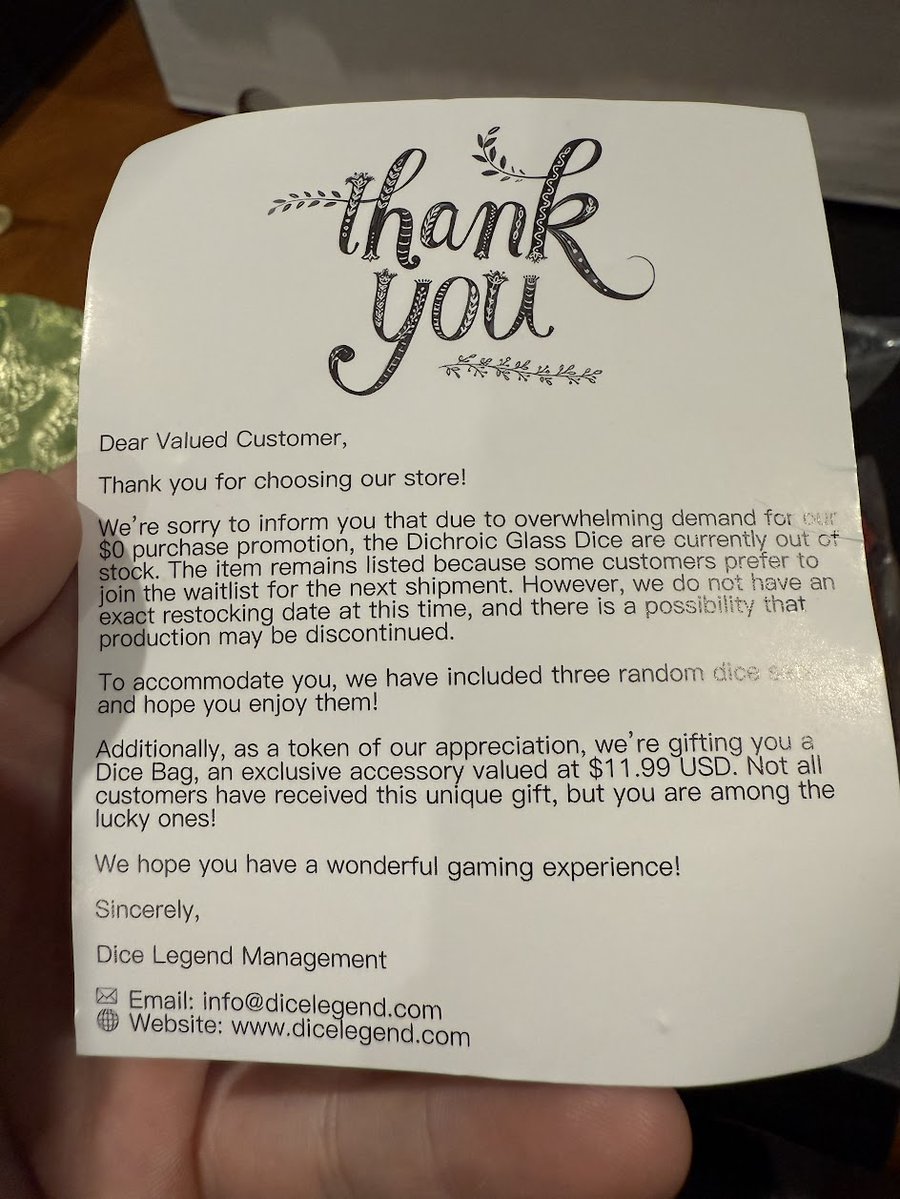 thank
you
Dear Valued Customer,
Thank you for choosing our store!
We're sorry to inform you that due to overwhelming demand for our
$0 purchase promotion, the Dichroic Glass Dice are currently out of
stock. The item remains listed because some customers prefer to
join the waitlist for the next shipment. However, we do not have an
exact restocking date at this time, and there is a possibility that
production may be discontinued.
To accommodate you, we have included three random dice
and hope you enjoy them!
Additionally, as a token of our appreciation, we're gifting you a
Dice Bag, an exclusive accessory valued at $11.99 USD. Not all
customers have received this unique gift, but you are among the
lucky ones!
We hope you have a wonderful gaming experience!
Sincerely,
Dice Legend Management
Email: info@dicelegend.com
Website: www.dicelegend.com